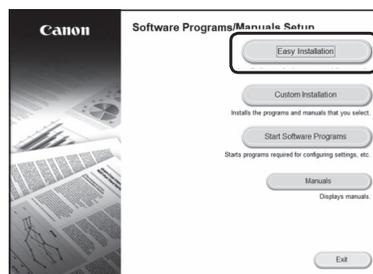 Canon
Software Programs/Manuals Setup
Easy Installation
Custom Installation
Installs the programs and manuals that you select.
Start Software Programs
Starts programs required for configuring settings, etc.
Manuals
Displays manuals.
Exit